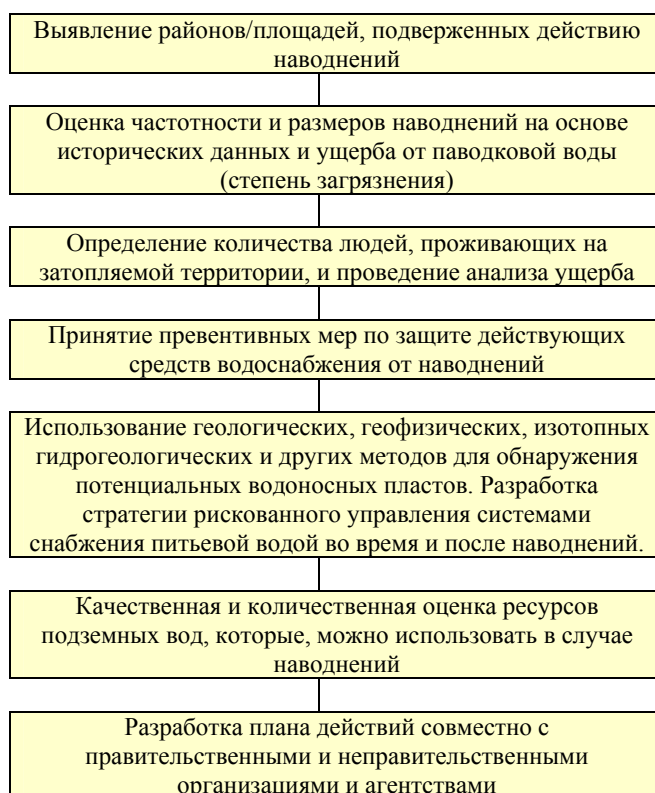 Выявление районов/площадей, подверженных действию
наводнений
Оценка частотности и размеров наводнений на основе
исторических данных и ущерба от паводковой воды
(степень загрязнения)
Определение количества людей, проживающих на
затопляемой территории, и проведение анализа ущерба
Принятие превентивных мер по защите действующих
средств водоснабжения от наводнений
Использование геологических, геофизических, изотопных
гидрогеологических и других методов для обнаружения
потенциальных водоносных пластов. Разработка
стратегии рискованного управления системами
снабжения питьевой водой во время и после наводнений.
Качественная и количественная оценка ресурсов
подземных вод, которые, можно использовать в случае
наводнений
Разработка плана действий совместно с
правительственными и неправительственными
организациями и агентствами